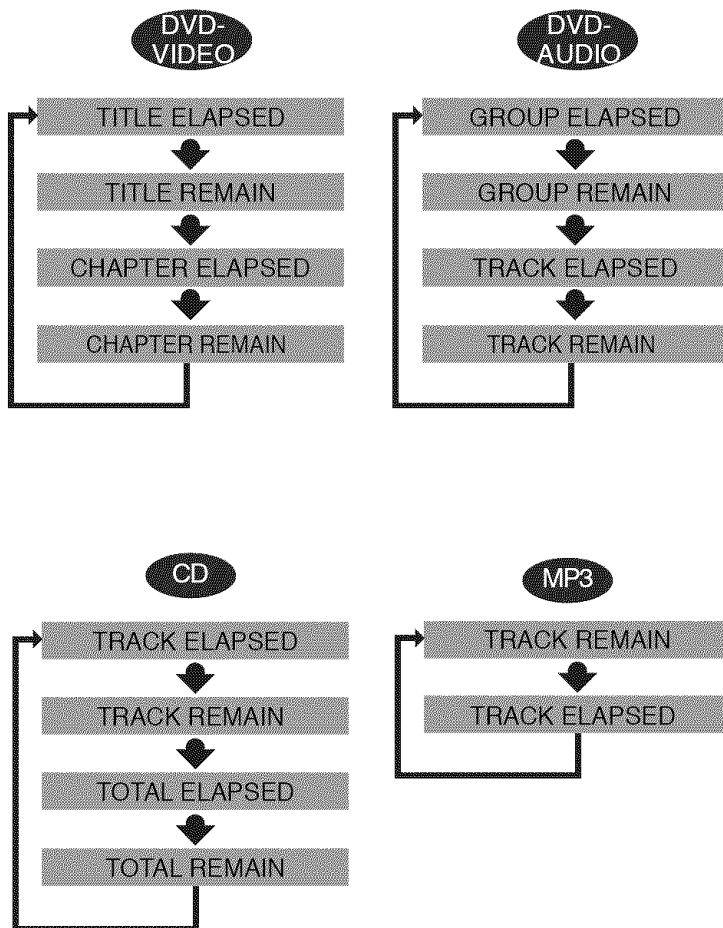 DVD-
VIDEO
TITLE ELAPSED
TITLE REMAIN
CHAPTER ELAPSED
CHAPTER REMAIN
DVD-
AUDIO
GROUP ELAPSED
GROUP REMAIN
TRACK ELAPSED
TRACK REMAIN
CD
TRACK ELAPSED
TRACK REMAIN
TOTAL ELAPSED
TOTAL REMAIN
MP3
TRACK REMAIN
TRACK ELAPSED